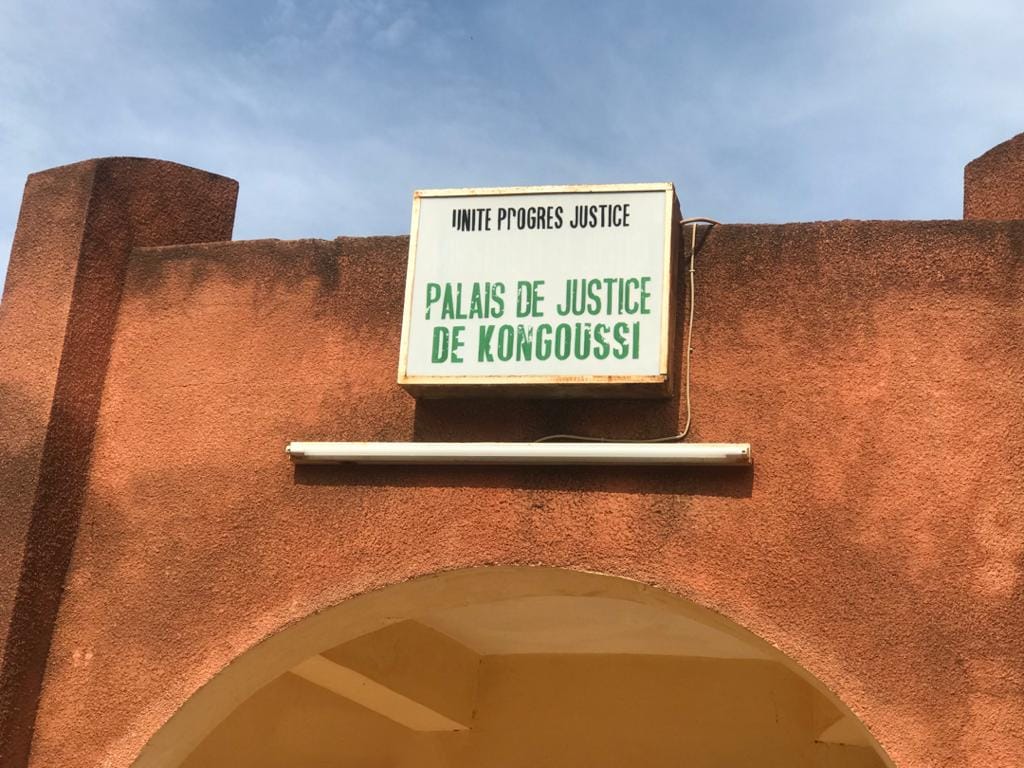 UNITE PROGRES JUSTICE
PALAIS DE JUSTICE
DE KONGOUSSI